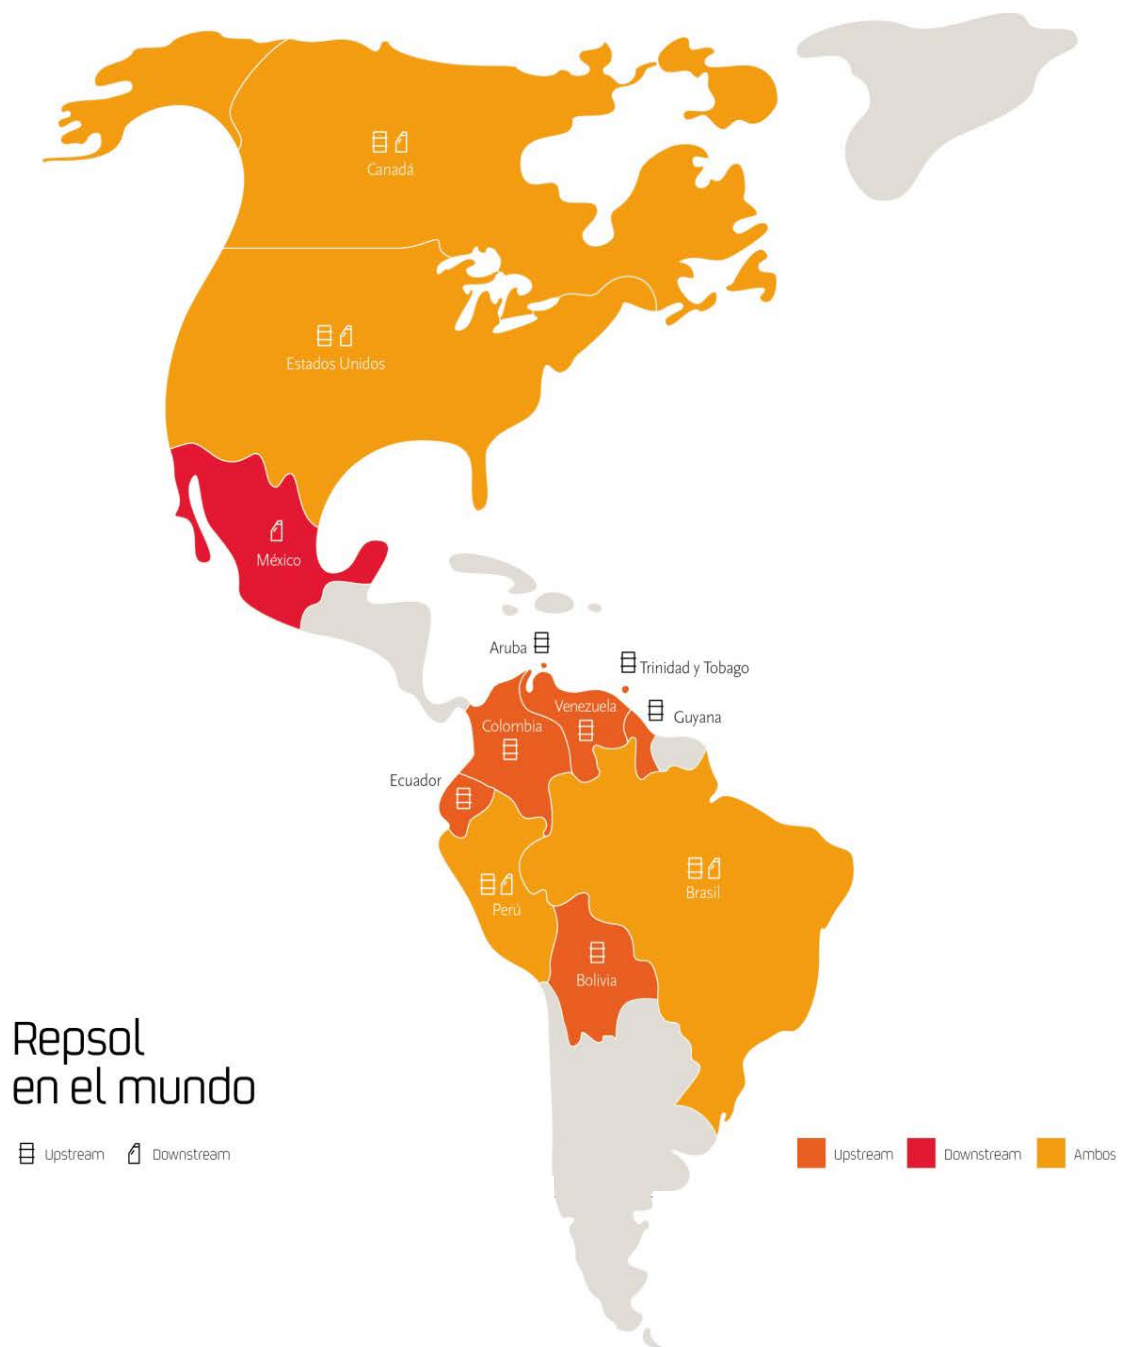 Canadá
Estados Unidos
México
Aruba
Trinidad y Tobago
Venezuela
Guyana
Colombia
Ecuador
Brasil
Perú
Bolivia
Repsol
en el mundo
Upstream
Downstream
Upstream
Downstream
Ambos